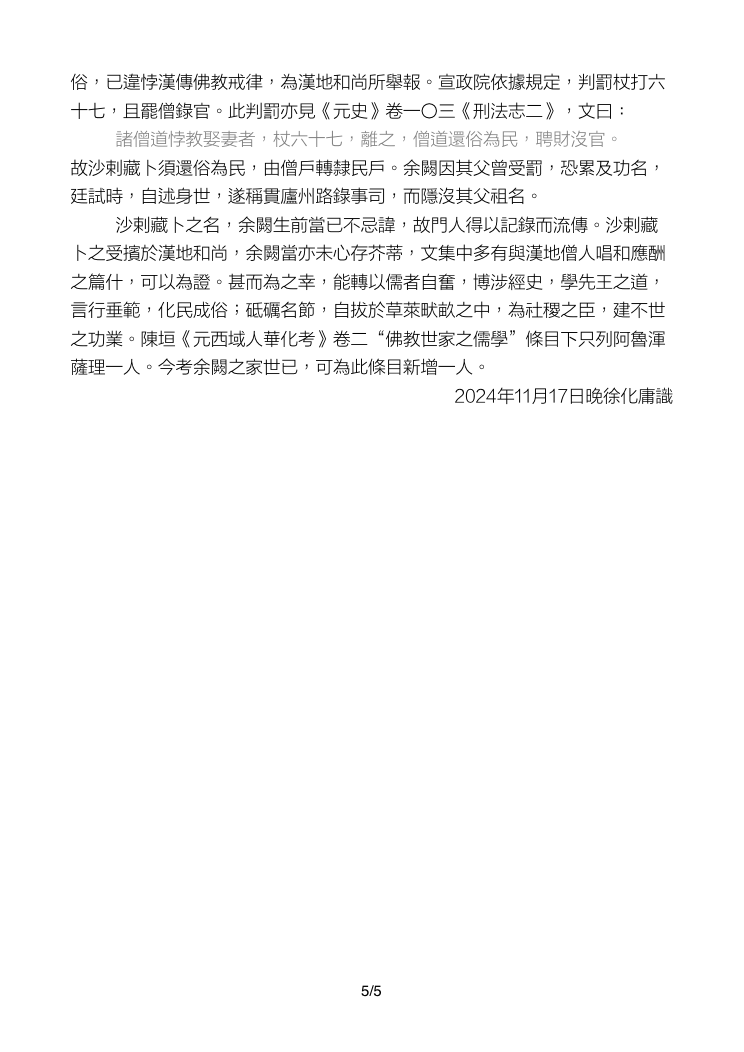 俗，已違悖漢傳佛教戒律，為漢地和尚所舉報。宣政院依據規定，判罰杖打六
十七，且罷僧錄官。此判罰亦見《元史》卷一〇三《刑法志二》，文曰：
諸僧道悖教娶妻者，杖六十七，離之，僧道還俗為民，聘財沒官。
故沙剌藏卜須還俗為民，由僧戶轉隸民戶。余闕因其父曾受罰，恐累及功名，
廷試時，自述身世，遂稱貫廬州路錄事司，而隱沒其父祖名。
沙剌藏卜之名，余闕生前當已不忌諱，故門人得以記錄而流傳。沙剌藏
卜之受擯於漢地和尚，余闕當亦未心存芥蒂，文集中多有與漢地僧人唱和應酬
之篇什，可以為證。甚而為之幸，能轉以儒者自奮，博涉經史，學先王之道，
言行垂範，化民成俗；砥礪名節，自拔於草萊畎畝之中，為社稷之臣，建不世
之功業。陳垣《元西域人華化考》卷二“佛教世家之儒學”條目下只列阿魯渾
薩理一人。今考余闕之家世已，可為此條目新增一人。
2024年11月17日晚徐化庸識
5/5